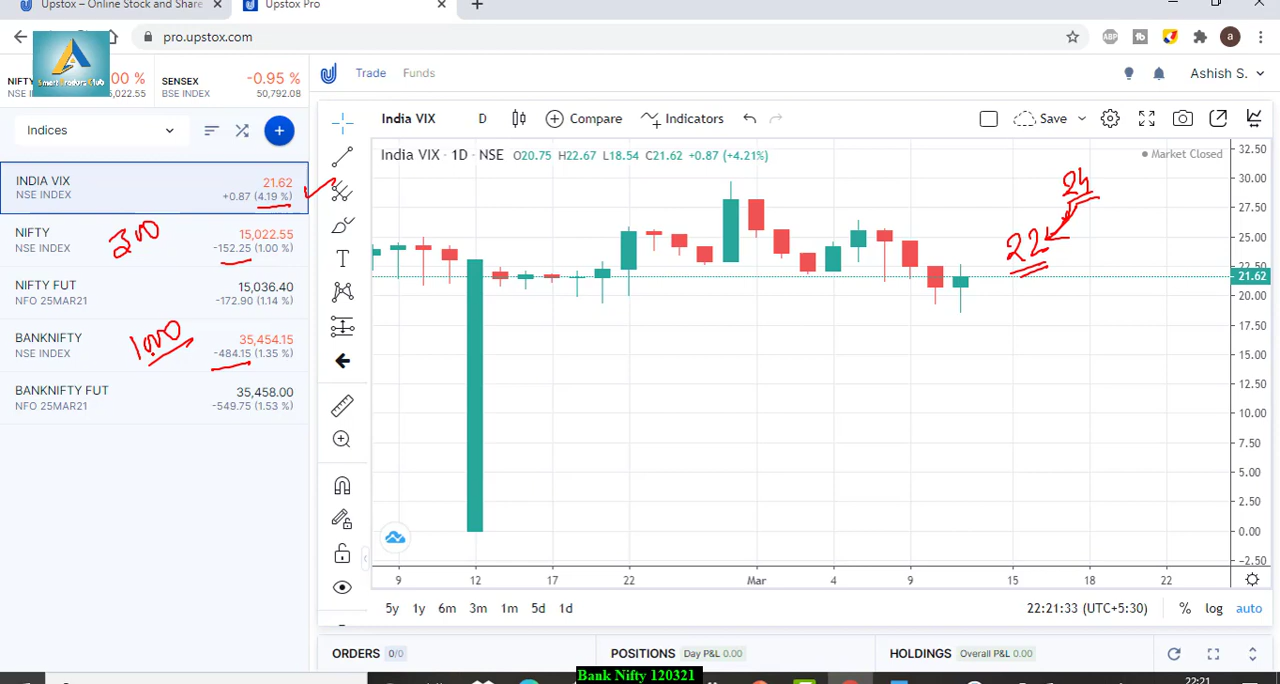 Upstox – Online Stock and Share
Upstox Pro
pro.upstox.com
ABP
a
Smart Traders Club
NIFTY
00 %
SENSEX
-0.95 %
BSE INDEX
50,792.08
Trade
Funds
Ashish S.
Indices
India VIX
D
Compare
Indicators
Save
India VIX · 1D · NSE O20.75 H22.67 L18.54 C21.62 +0.87 (+4.21%)
Market Closed
INDIA VIX
21.62
NSE INDEX
+0.87 (4.19 %)
NIFTY
15,022.55
NSE INDEX
-152.25 (1.00 %)
300
NIFTY FUT
15,036.40
NFO 25MAR21
-172.90 (1.14 %)
BANKNIFTY
35,454.15
NSE INDEX
-484.15 (1.35 %)
1000
BANKNIFTY FUT
35,458.00
NFO 25MAR21
-549.75 (1.53 %)
T
24
22
32.50
30.00
27.50
25.00
22.50
21.62
20.00
17.50
15.00
12.50
10.00
7.50
5.00
2.50
0.00
-2.50
9 12 17 22 Mar 4 9 15 18 22
5y 1y 6m 3m 1m 5d 1d
22:21:33 (UTC+5:30)
% log auto
ORDERS 0/0
POSITIONS Day P&L 0.00
HOLDINGS Overall P&L 0.00
Bank Nifty 120321
22:21